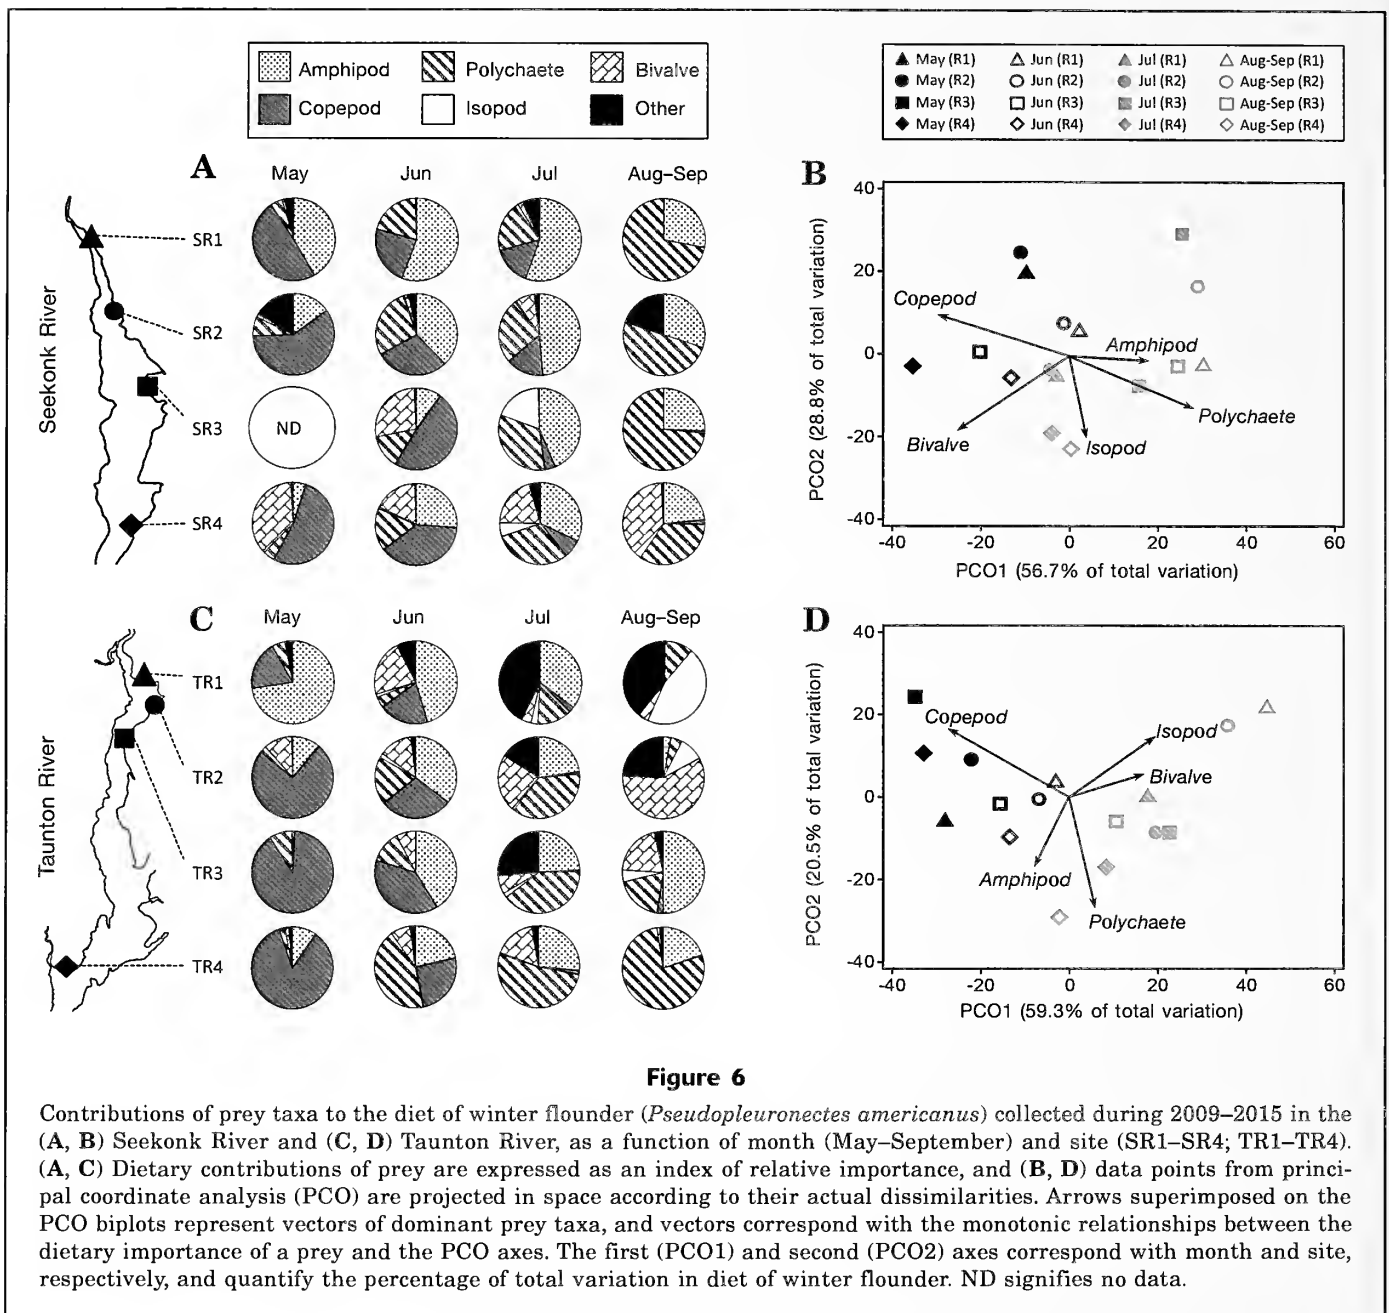 Amphipod Polychaete Bivalve
Copepod Isopod Other
May (R1) Jun (R1) Jul (R1) Aug-Sep (R1)
May (R2) Jun (R2) Jul (R2) Aug-Sep (R2)
May (R3) Jun (R3) Jul (R3) Aug-Sep (R3)
May (R4) Jun (R4) Jul (R4) Aug-Sep (R4)
A
May Jun Jul Aug–Sep
Seekonk River
SR1
SR2
SR3
ND
SR4
B
PCO2 (28.8% of total variation)
40
20
0
-20
-40
Copepod
Amphipod
Polychaete
Bivalve
Isopod
-40 -20 0 20 40 60
PCO1 (56.7% of total variation)
C
May Jun Jul Aug–Sep
Taunton River
TR1
TR2
TR3
TR4
D
PCO2 (20.5% of total variation)
40
20
0
-20
-40
Copepod
Isopod
Bivalve
Amphipod
Polychaete
-40 -20 0 20 40 60
PCO1 (59.3% of total variation)
Figure 6
Contributions of prey taxa to the diet of winter flounder (Pseudopleuronectes americanus) collected during 2009–2015 in the
(A, B) Seekonk River and (C, D) Taunton River, as a function of month (May–September) and site (SR1–SR4; TR1–TR4).
(A, C) Dietary contributions of prey are expressed as an index of relative importance, and (B, D) data points from princi-
pal coordinate analysis (PCO) are projected in space according to their actual dissimilarities. Arrows superimposed on the
PCO biplots represent vectors of dominant prey taxa, and vectors correspond with the monotonic relationships between the
dietary importance of a prey and the PCO axes. The first (PCO1) and second (PCO2) axes correspond with month and site,
respectively, and quantify the percentage of total variation in diet of winter flounder. ND signifies no data.